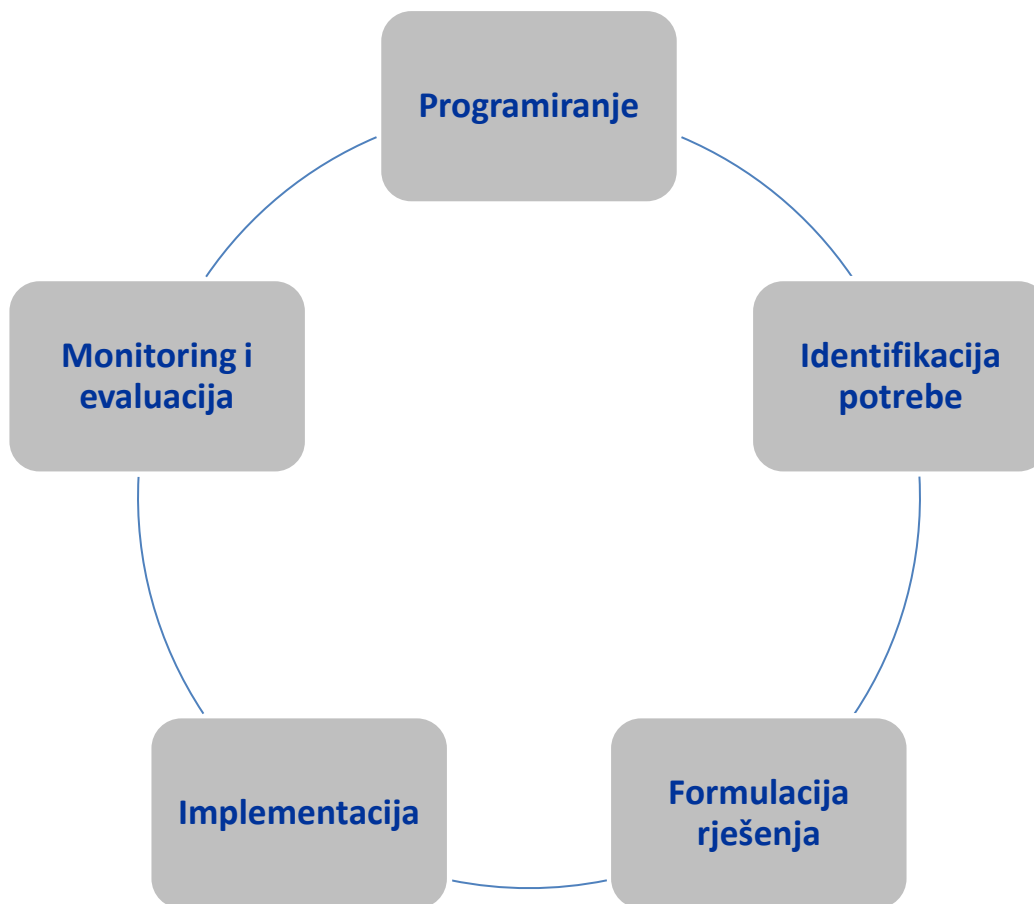 Programiranje
Identifikacija
potrebe
Formulacija
rješenja
Implementacija
Monitoring i
evaluacija